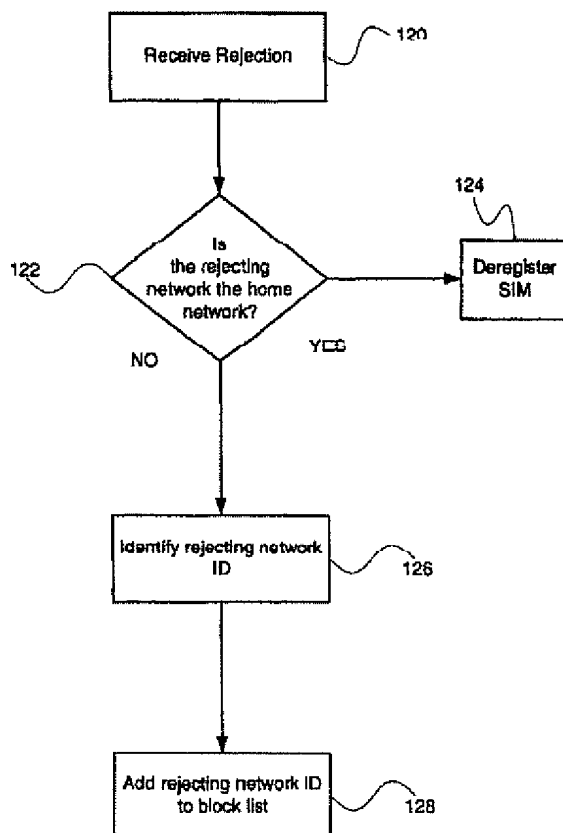 Receive Rejection
120
Is
the rejecting
network the home
network?
122
124
Deregister
SIM
NO
YES
Identify rejecting network
ID
126
Add rejecting network ID
to block list
128